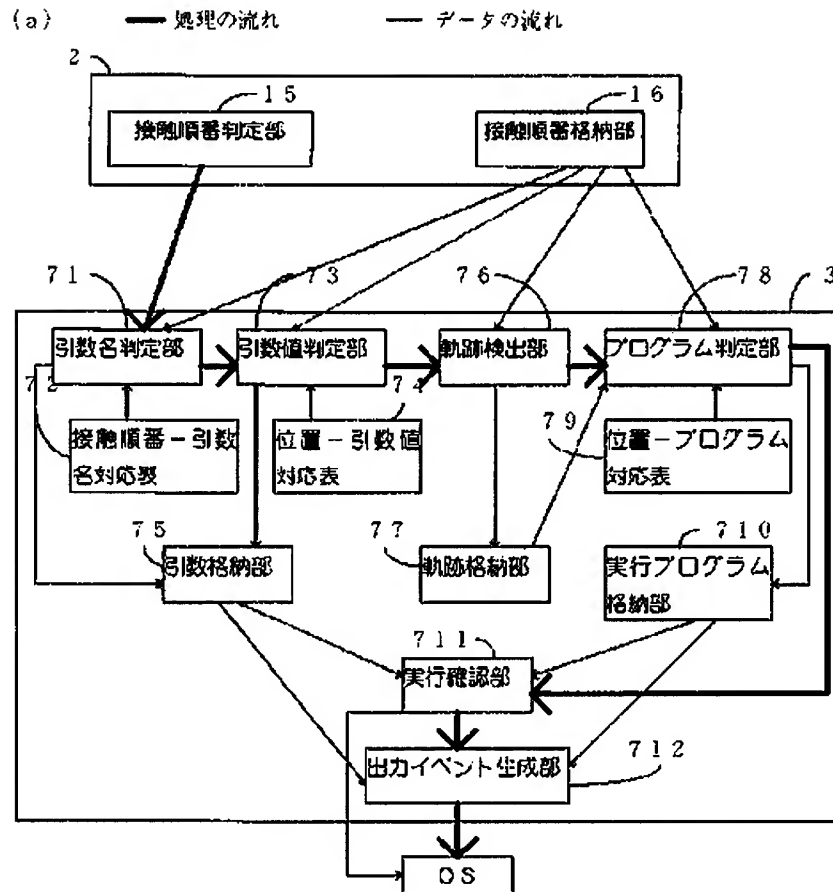 (a) 処理の流れ データの流れ
2
15 16
接触順番判定部 接触順番格納部
71 73 76 78 3
引数名判定部 引数値判定部 軌跡検出部 プログラム判定部
72 74 79
接触順番－引数
名対応表
位置－引数値
対応表
位置－プログラム
対応表
75 77 710
引数格納部 軌跡格納部 実行プログラム
格納部
711
実行確認部
712
出力イベント生成部
OS